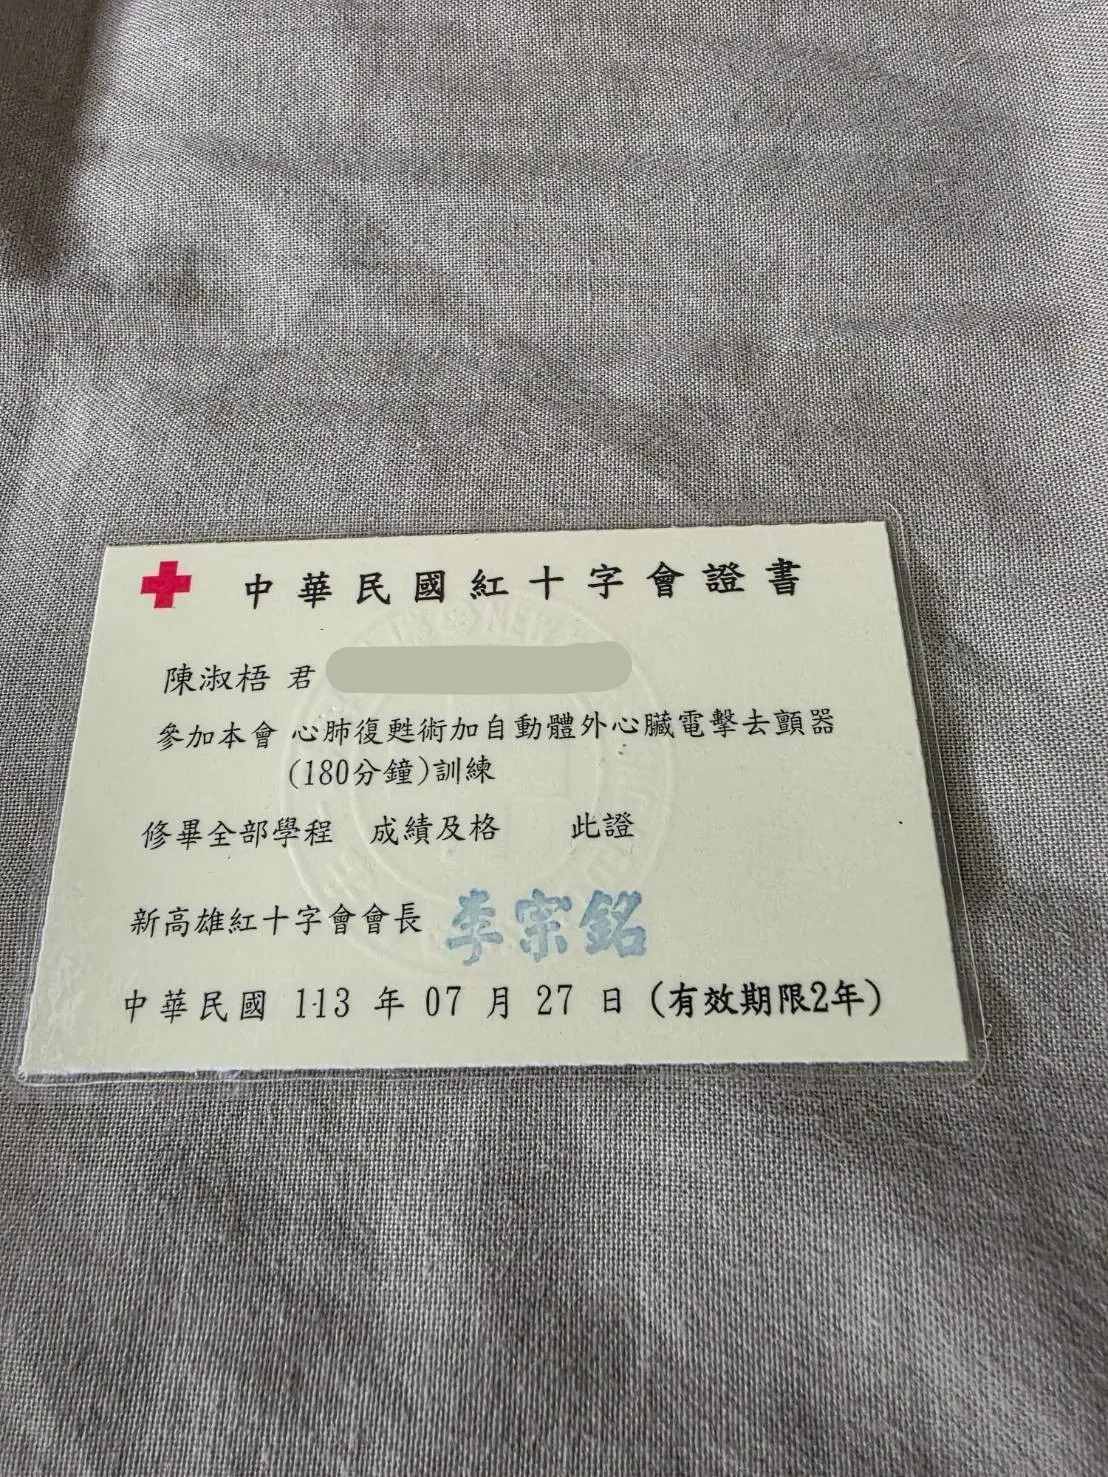 中華民國紅十字會證書
陳淑梧 君
參加本會 心肺復甦術加自動體外心臟電擊去顫器
(180分鐘)訓練
修畢全部學程 成績及格 此證
新高雄紅十字會會長 李宗銘
中華民國 113 年 07 月 27 日 (有效期限2年)